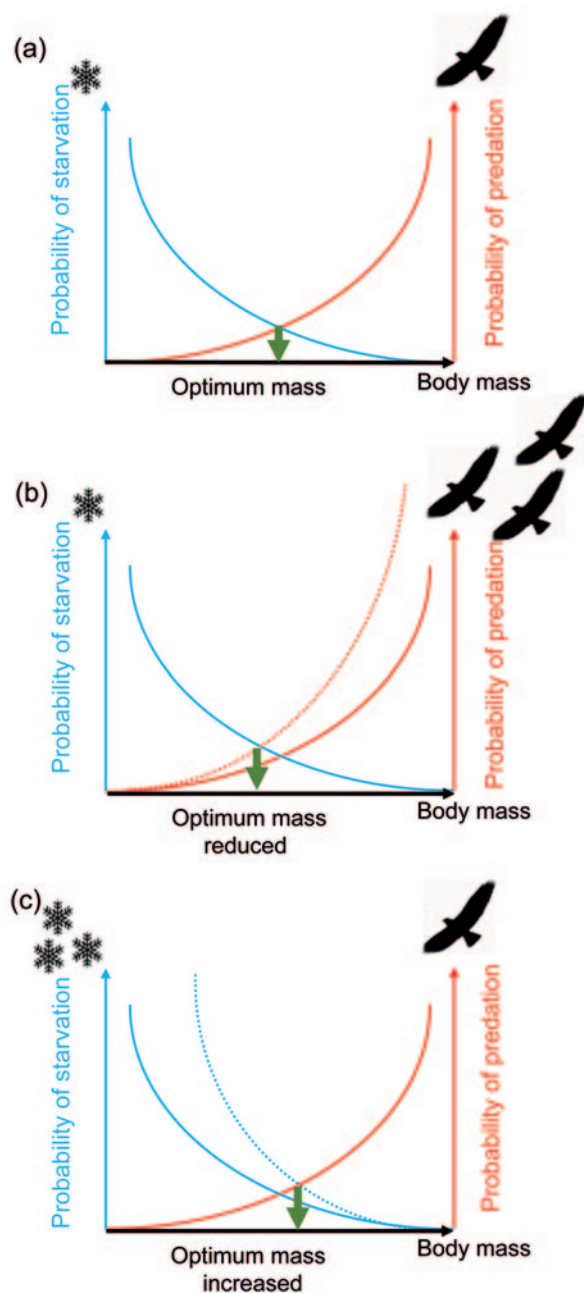 (a)
Probability of starvation
Probability of predation
Optimum mass
Body mass
(b)
Probability of starvation
Probability of predation
Optimum mass
reduced
Body mass
(c)
Probability of starvation
Probability of predation
Optimum mass
increased
Body mass